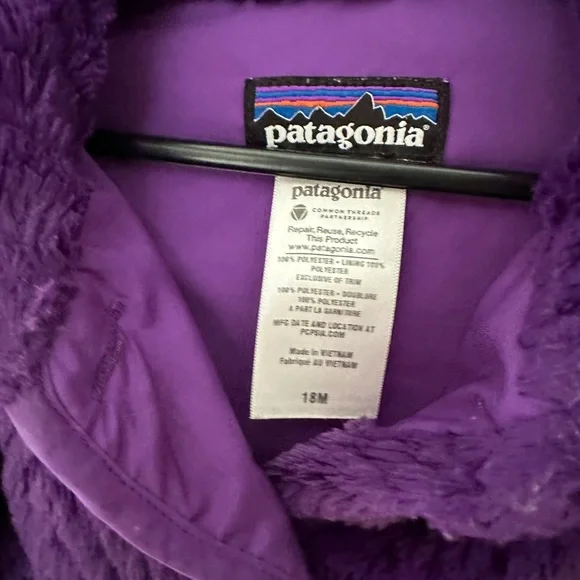 patagonia®
patagonia®
COMMON THREADS
PARTNERSHIP
Repair, Reuse, Recycle
This Product
www.patagonia.com
100% POLYESTER • LINING 100%
POLYESTER
EXCLUSIVE OF TRIM
100% POLYESTER • DOUBLURE
100% POLYESTER
A PART LA GARNITURE
MFG DATE AND LOCATION AT
PCPSIA.COM
Made in VIETNAM
Fabriqué AU VIETNAM
18M